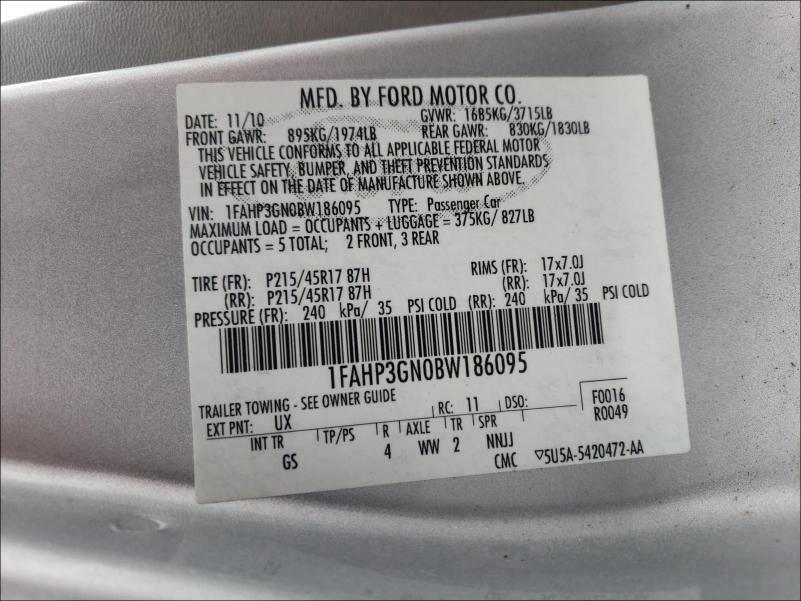 MFD. BY FORD MOTOR CO.
DATE: 11/10 GVWR: 1685KG/3715LB
FRONT GAWR: 895KG/1974LB REAR GAWR: 830KG/1830LB
THIS VEHICLE CONFORMS TO ALL APPLICABLE FEDERAL MOTOR
VEHICLE SAFETY, BUMPER, AND THEFT PREVENTION STANDARDS
IN EFFECT ON THE DATE OF MANUFACTURE SHOWN ABOVE.
VIN: 1FAHP3GN0BW186095 TYPE: Passenger Car
MAXIMUM LOAD = OCCUPANTS + LUGGAGE = 375KG/ 827LB
OCCUPANTS = 5 TOTAL; 2 FRONT, 3 REAR
TIRE (FR): P215/45R17 87H RIMS (FR): 17x7.0J
(RR): P215/45R17 87H (RR): 17x7.0J
PRESSURE (FR): 240 kPa/ 35 PSI COLD (RR): 240 kPa/ 35 PSI COLD
1FAHP3GN0BW186095
TRAILER TOWING - SEE OWNER GUIDE
EXT PNT: UX RC: 11 DSO: F0016
R0049
INT TR TP/PS R AXLE TR SPR
GS 4 WW 2 NNJJ
CMC ▽5U5A-5420472-AA